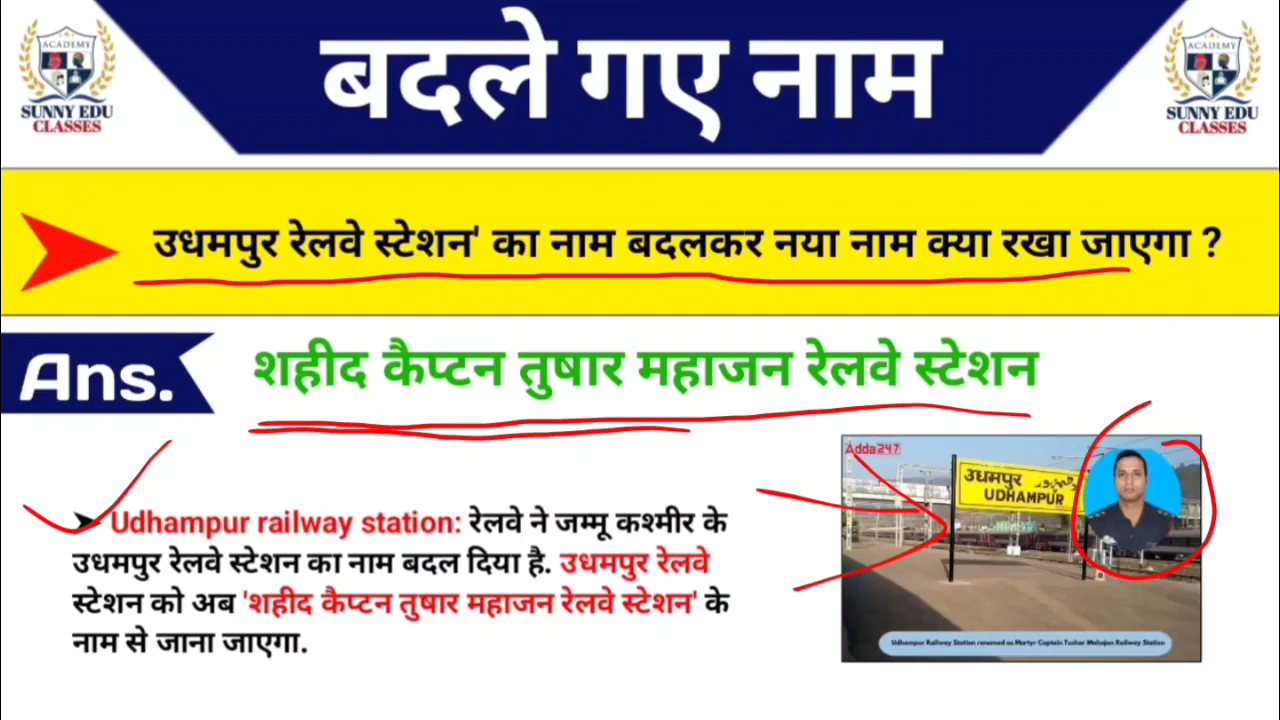 ACADEMY
SUNNY EDU
CLASSES
बदले गए नाम
ACADEMY
SUNNY EDU
CLASSES
उधमपुर रेलवे स्टेशन' का नाम बदलकर नया नाम क्या रखा जाएगा ?
Ans.
शहीद कैप्टन तुषार महाजन रेलवे स्टेशन
➤ Udhampur railway station: रेलवे ने जम्मू कश्मीर के
उधमपुर रेलवे स्टेशन का नाम बदल दिया है. उधमपुर रेलवे
स्टेशन को अब 'शहीद कैप्टन तुषार महाजन रेलवे स्टेशन' के
नाम से जाना जाएगा.
Adda247
उधमपुर
UDHAMPUR
Udhampur Railway Station renamed as Martyr Captain Tushar Mahajan Railway Station